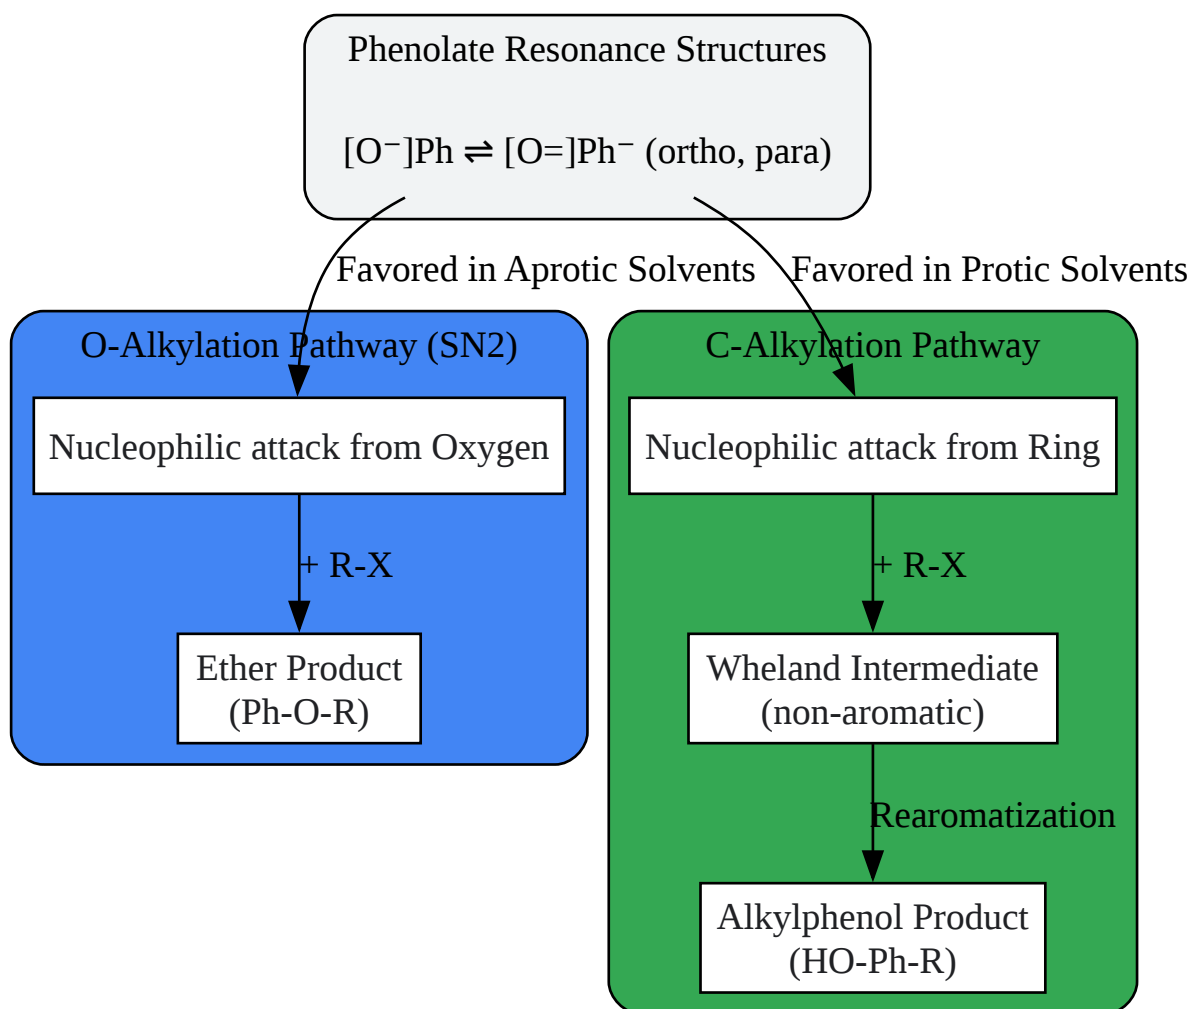 Phenolate Resonance Structures
[O⁻]Ph ⇌ [O=]Ph⁻ (ortho, para)
Favored in Aprotic Solvents
Favored in Protic Solvents
O-Alkylation Pathway (SN2)
Nucleophilic attack from Oxygen
+ R-X
Ether Product
(Ph-O-R)
C-Alkylation Pathway
Nucleophilic attack from Ring
+ R-X
Wheland Intermediate
(non-aromatic)
Rearomatization
Alkylphenol Product
(HO-Ph-R)